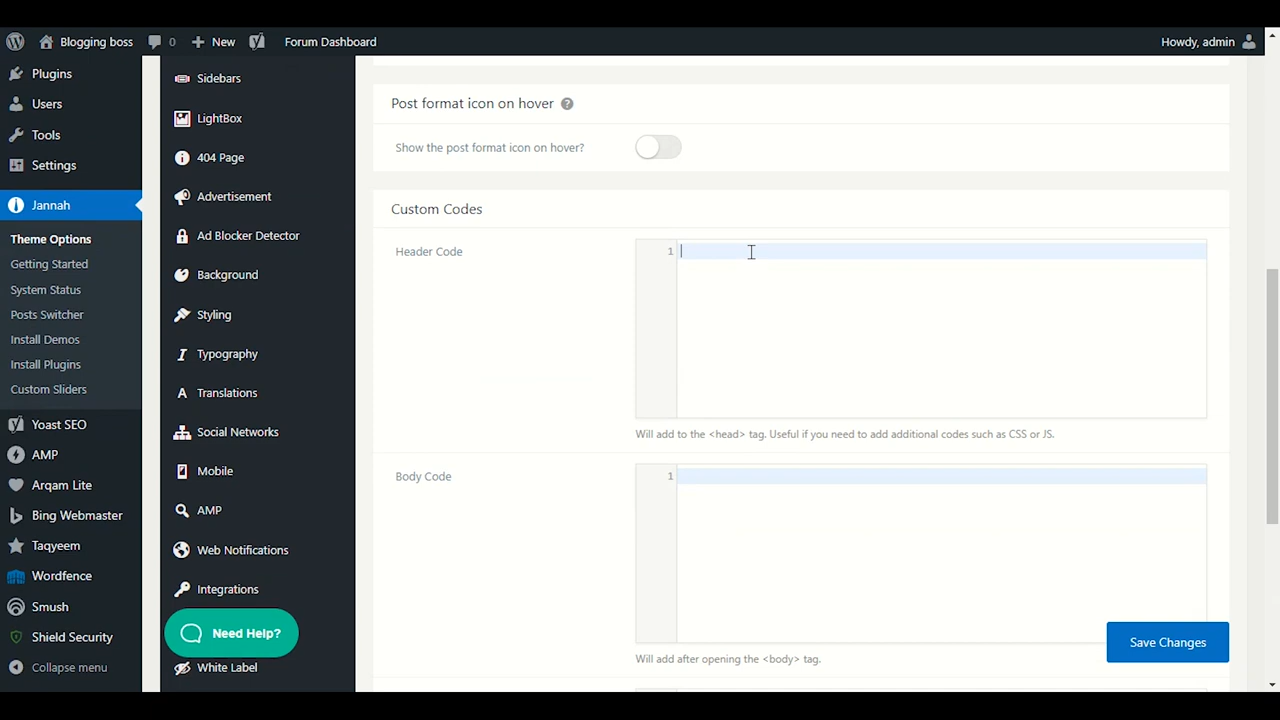 Blogging boss 0 New Forum Dashboard Howdy, admin
Plugins
Users
Tools
Settings
Jannah
Theme Options
Getting Started
System Status
Posts Switcher
Install Demos
Install Plugins
Custom Sliders
Yoast SEO
AMP
Arqam Lite
Bing Webmaster
Taqyeem
Wordfence
Smush
Shield Security
Collapse menu
Sidebars
LightBox
404 Page
Advertisement
Ad Blocker Detector
Background
Styling
Typography
Translations
Social Networks
Mobile
AMP
Web Notifications
Integrations
Need Help?
White Label
Post format icon on hover ?
Show the post format icon on hover?
Custom Codes
Header Code
1
Will add to the <head> tag. Useful if you need to add additional codes such as CSS or JS.
Body Code
1
Will add after opening the <body> tag.
Save Changes